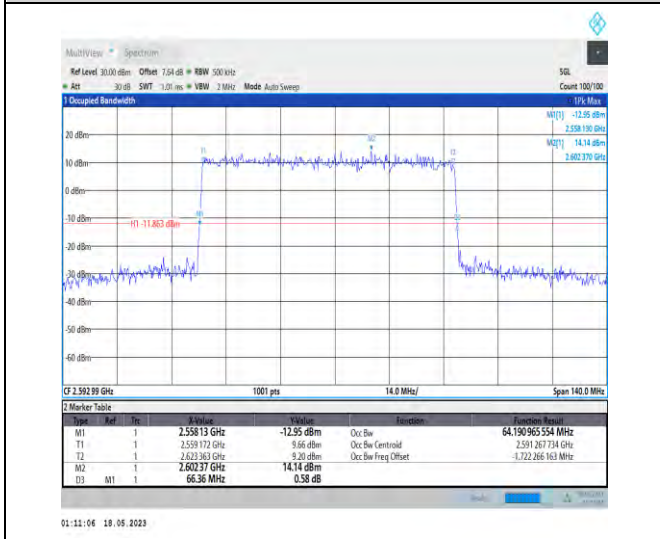 MultiView Spectrum
Ref Level 30.00 dBm Offset 7.64 dB RBW 500 kHz SGL
Att 30 dB SWT 1.01 ms VBW 2 MHz Mode Auto Sweep Count 100/100
1 Occupied Bandwidth 1Pk Max
M1[1] -12.95 dBm
2.558 130 GHz
M2[1] 14.14 dBm
2.602 370 GHz
20 dBm
M2
T1
T2
10 dBm
0 dBm
-10 dBm
M1
D3
H1 -11.863 dBm
-20 dBm
-30 dBm
-40 dBm
-50 dBm
-60 dBm
CF 2.592 99 GHz 1001 pts 14.0 MHz/ Span 140.0 MHz
2 Marker Table
Type Ref Trc X-Value Y-Value Function Function Result
M1 1 2.558 13 GHz -12.95 dBm Occ Bw 64.190 965 554 MHz
T1 1 2.559 172 GHz 9.66 dBm Occ Bw Centroid 2.591 267 734 GHz
T2 1 2.623 363 GHz 9.20 dBm Occ Bw Freq Offset -1.722 266 163 MHz
M2 1 2.602 37 GHz 14.14 dBm
D3 M1 1 66.36 MHz 0.58 dB
01:11:06 18.05.2023